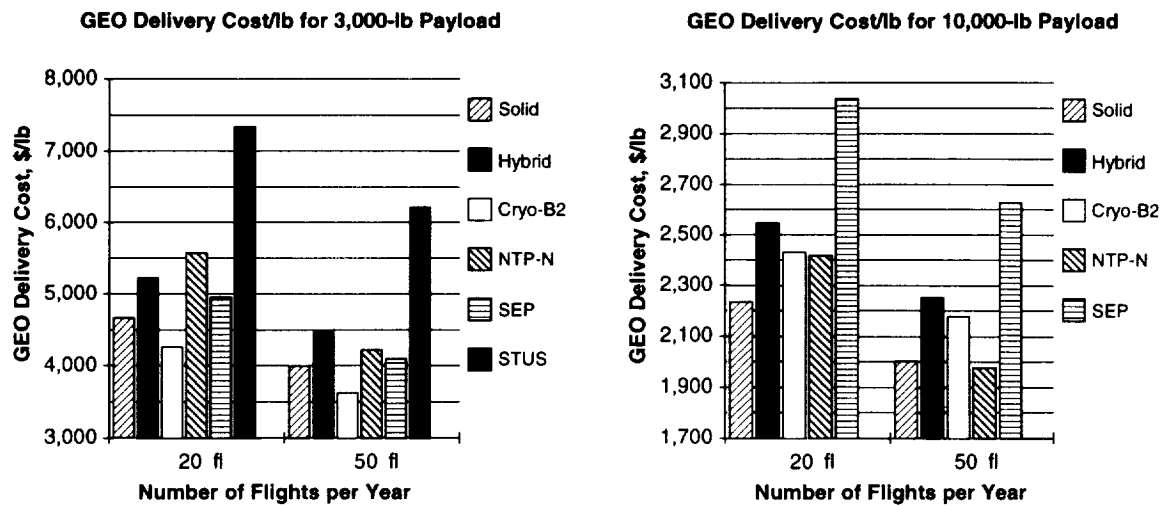 GEO Delivery Cost/lb for 3,000-lb Payload
8,000
7,000
6,000
5,000
4,000
3,000
GEO Delivery Cost, $/lb
Solid
Hybrid
Cryo-B2
NTP-N
SEP
STUS
20 fl
50 fl
Number of Flights per Year
GEO Delivery Cost/lb for 10,000-lb Payload
3,100
2,900
2,700
2,500
2,300
2,100
1,900
1,700
GEO Delivery Cost, $/lb
Solid
Hybrid
Cryo-B2
NTP-N
SEP
20 fl
50 fl
Number of Flights per Year